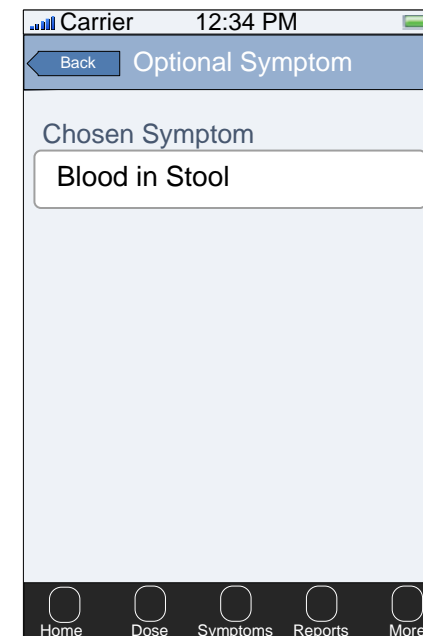 Carrier 12:34 PM
Back Optional Symptom
Chosen Symptom
Blood in Stool
Home Dose Symptoms Reports More